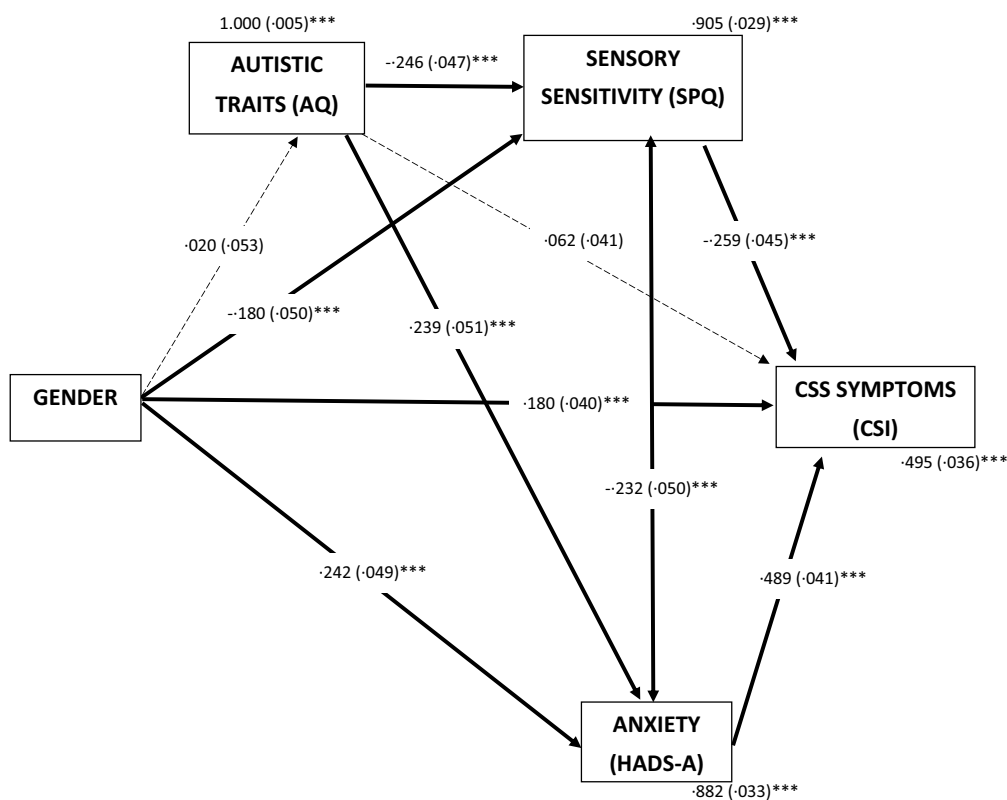 1.000 (·005)***
·905 (·029)***
AUTISTIC
TRAITS (AQ)
-·246 (·047)***
SENSORY
SENSITIVITY (SPQ)
·020 (·053)
·062 (·041)
-·259 (·045)***
-·180 (·050)***
·239 (·051)***
GENDER
·180 (·040)***
CSS SYMPTOMS
(CSI)
·495 (·036)***
-·232 (·050)***
·242 (·049)***
·489 (·041)***
ANXIETY
(HADS-A)
·882 (·033)***